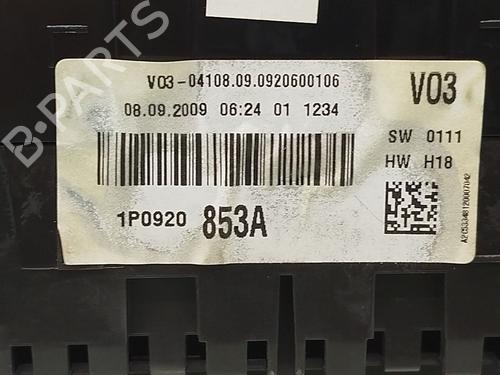 B-PARTS
V03-04108.09.0920600106
V03
08.09.2009 06:24 01 1234
SW 0111
HW H18
1P0920 853A
A2C533348120007042